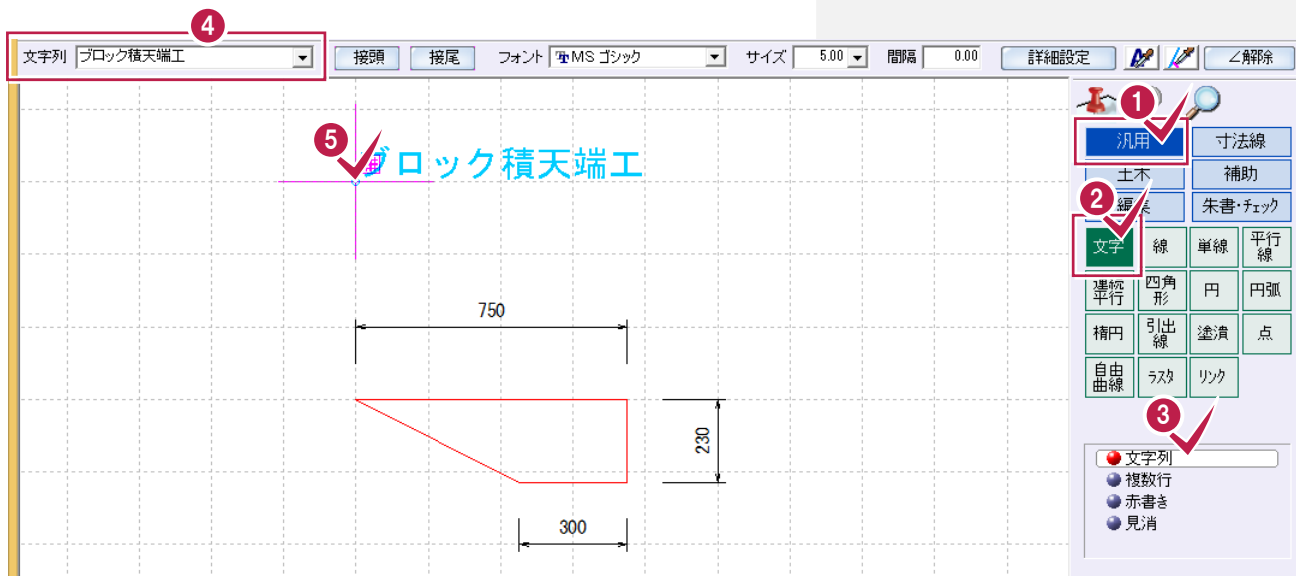 4
文字列 ブロック積天端工 接頭 接尾 フォント MS ゴシック サイズ 5.00 間隔 0.00 詳細設定 ∠解除
1
汎用 寸法線
土木 補助
2
編集 朱書・チェック
文字 線 単線 平行線
連続平行 四角形 円 円弧
楕円 引出線 塗潰 点
自由曲線 ラスタ リンク
3
文字列
複数行
赤書き
見消
5
ブロック積天端工
750
230
300